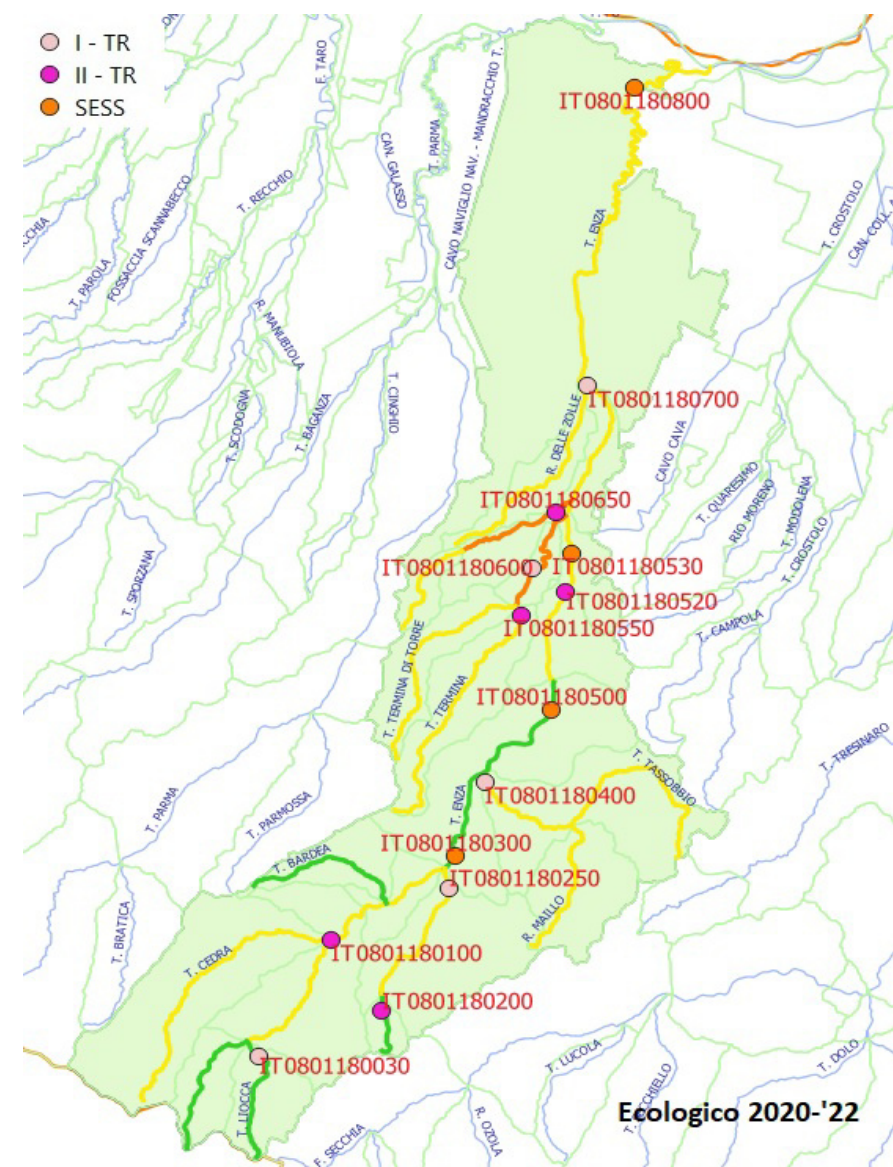 I - TR
II - TR
SESS
F. TARO
T. PARMA
CAN. GALASSO
CAVO NAVIGLIO NAV. - MANDRACCHIO T.
IT0801180800
T. RECCHIO
FOSSACCIA SCANNABECCO
T. PAROLA
T. ENZA
T. CROSTOLO
R. MANUBIOLA
T. SCODOGNA
T. BAGANZA
T. CINGHIO
IT0801180700
R. DELLE ZOLLE
CAVO CAVA
T. QUARESIMO
RIO MORENO
T. MODOLENA
T. CROSTOLO
IT0801180650
IT0801180600
IT0801180530
IT0801180520
IT0801180550
T. SPORZANA
T. CAMPOLA
T. TERMINA DI TORRE
T. TERMINA
IT0801180500
T. TASSOBBIO
T. TRESINARO
IT0801180400
T. ENZA
T. PARMA
T. PARMOSSA
IT0801180300
T. BARDEA
IT0801180250
R. MAILLO
T. BRATICA
T. CEDRA
IT0801180100
IT0801180200
IT0801180030
T. LIOCCA
T. LUCOLA
T. DOLO
F. SECCHIA
R. OZOLA
Ecologico 2020-'22